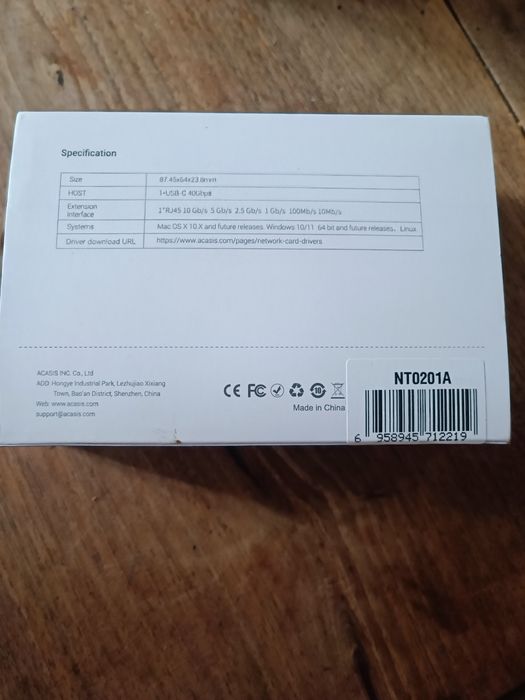 Specification
Size 87.45x64x23.8mm
HOST 1*USB-C 40Gbps
Extension
Interface
1*RJ45 10 Gb/s 5 Gb/s 2.5 Gb/s 1 Gb/s 100Mb/s 10Mb/s
Systems Mac OS X 10.X and future releases Windows 10/11 64 bit and future releases、Linux
Driver download URL https://www.acasis.com/pages/network-card-drivers
ACASIS INC. Co., Ltd
ADD: Hongye Industrial Park, Lezhujiao Xixiang
Town, Bao'an District, Shenzhen, China
Web: www.acasis.com
support@acasis.com
CE FC 10
Made in China
NT0201A
6 958945 712219